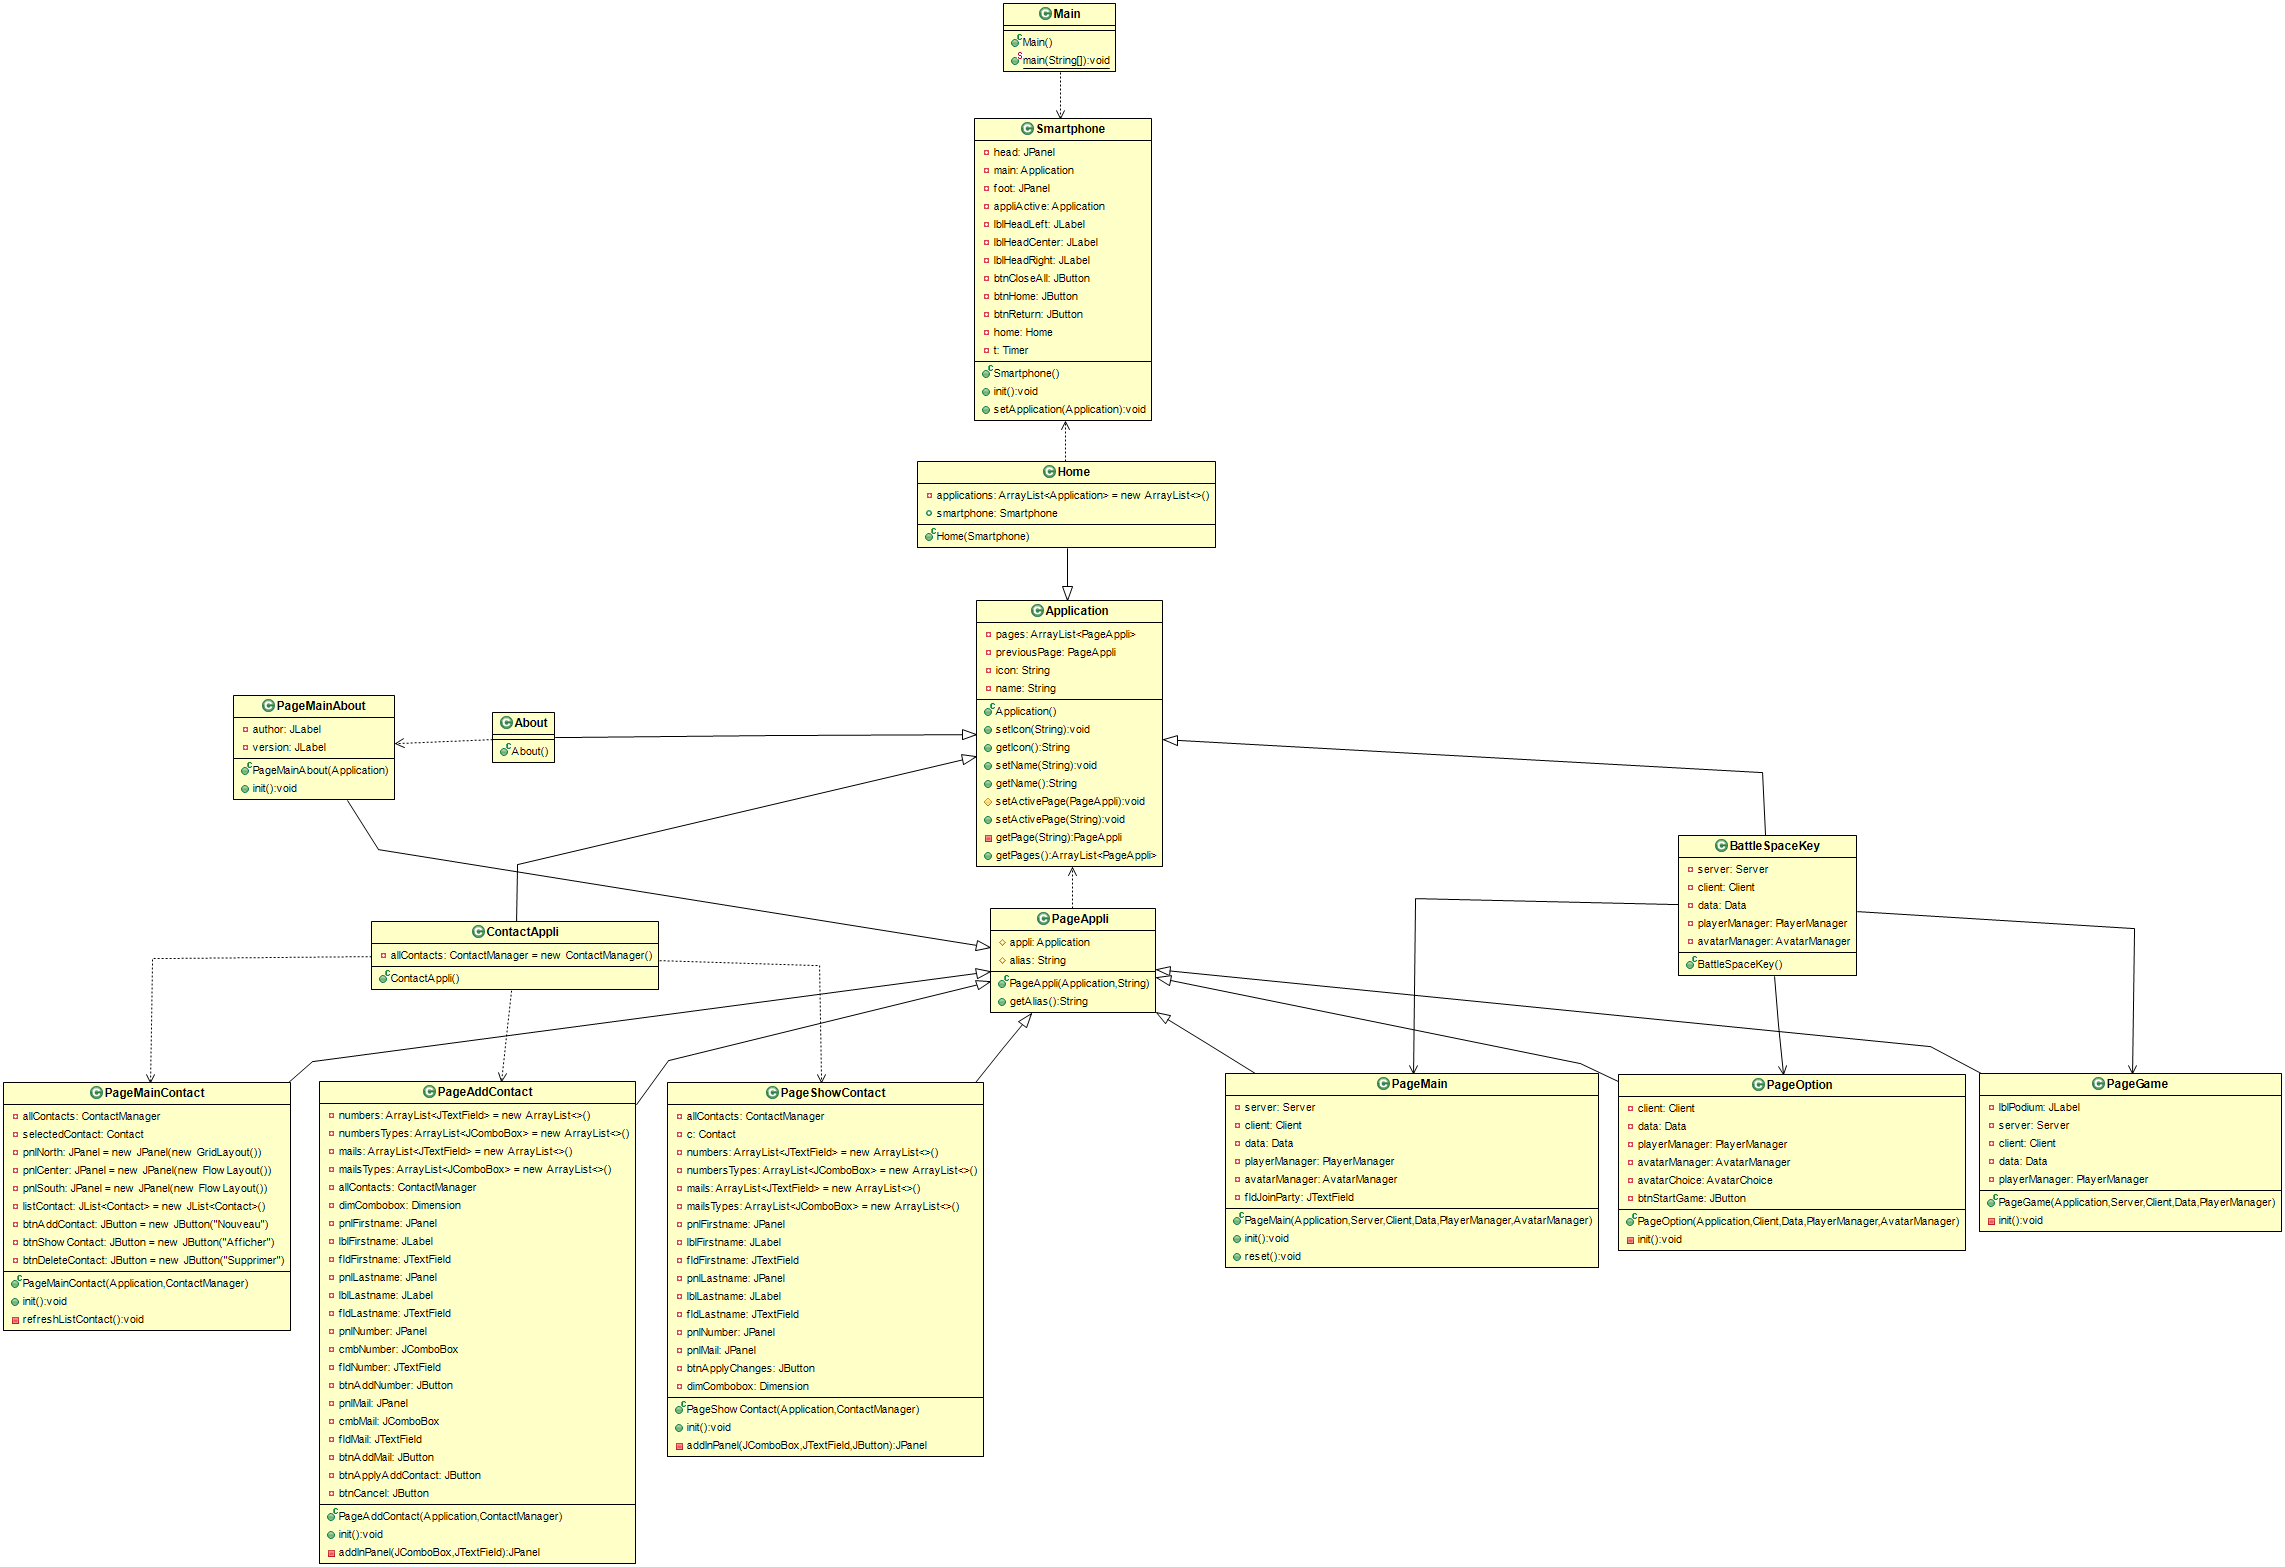 Main
Main()
main(String[]):void
Smartphone
head: JPanel
main: Application
foot: JPanel
appliActive: Application
lblHeadLeft: JLabel
lblHeadCenter: JLabel
lblHeadRight: JLabel
btnCloseAll: JButton
btnHome: JButton
btnReturn: JButton
home: Home
t: Timer
Smartphone()
init():void
setApplication(Application):void
Home
applications: ArrayList<Application> = new ArrayList<>()
smartphone: Smartphone
Home(Smartphone)
Application
pages: ArrayList<PageAppli>
previousPage: PageAppli
icon: String
name: String
Application()
setIcon(String):void
getIcon():String
setName(String):void
getName():String
setActivePage(PageAppli):void
setActivePage(String):void
getPage(String):PageAppli
getPages():ArrayList<PageAppli>
PageMainAbout
author: JLabel
version: JLabel
PageMainAbout(Application)
init():void
About
About()
BattleSpaceKey
server: Server
client: Client
data: Data
playerManager: PlayerManager
avatarManager: AvatarManager
BattleSpaceKey()
ContactAppli
allContacts: ContactManager = new ContactManager()
ContactAppli()
PageAppli
appli: Application
alias: String
PageAppli(Application,String)
getAlias():String
PageMainContact
allContacts: ContactManager
selectedContact: Contact
pnlNorth: JPanel = new JPanel(new GridLayout())
pnlCenter: JPanel = new JPanel(new FlowLayout())
pnlSouth: JPanel = new JPanel(new FlowLayout())
listContact: JList<Contact> = new JList<Contact>()
btnAddContact: JButton = new JButton("Nouveau")
btnShowContact: JButton = new JButton("Afficher")
btnDeleteContact: JButton = new JButton("Supprimer")
PageMainContact(Application,ContactManager)
init():void
refreshListContact():void
PageAddContact
numbers: ArrayList<JTextField> = new ArrayList<>()
numbersTypes: ArrayList<JComboBox> = new ArrayList<>()
mails: ArrayList<JTextField> = new ArrayList<>()
mailsTypes: ArrayList<JComboBox> = new ArrayList<>()
allContacts: ContactManager
dimCombobox: Dimension
pnlFirstname: JPanel
lblFirstname: JLabel
fldFirstname: JTextField
pnlLastname: JPanel
lblLastname: JLabel
fldLastname: JTextField
pnlNumber: JPanel
cmbNumber: JComboBox
fldNumber: JTextField
btnAddNumber: JButton
pnlMail: JPanel
cmbMail: JComboBox
fldMail: JTextField
btnAddMail: JButton
btnApplyAddContact: JButton
btnCancel: JButton
PageAddContact(Application,ContactManager)
init():void
addInPanel(JComboBox,JTextField):JPanel
PageShowContact
allContacts: ContactManager
c: Contact
numbers: ArrayList<JTextField> = new ArrayList<>()
numbersTypes: ArrayList<JComboBox> = new ArrayList<>()
mails: ArrayList<JTextField> = new ArrayList<>()
mailsTypes: ArrayList<JComboBox> = new ArrayList<>()
pnlFirstname: JPanel
lblFirstname: JLabel
fldFirstname: JTextField
pnlLastname: JPanel
lblLastname: JLabel
fldLastname: JTextField
pnlNumber: JPanel
pnlMail: JPanel
btnApplyChanges: JButton
dimCombobox: Dimension
PageShowContact(Application,ContactManager)
init():void
addInPanel(JComboBox,JTextField,JButton):JPanel
PageMain
server: Server
client: Client
data: Data
playerManager: PlayerManager
avatarManager: AvatarManager
fldJoinParty: JTextField
PageMain(Application,Server,Client,Data,PlayerManager,AvatarManager)
init():void
reset():void
PageOption
client: Client
data: Data
playerManager: PlayerManager
avatarManager: AvatarManager
avatarChoice: AvatarChoice
btnStartGame: JButton
PageOption(Application,Client,Data,PlayerManager,AvatarManager)
init():void
PageGame
lblPodium: JLabel
server: Server
client: Client
data: Data
playerManager: PlayerManager
PageGame(Application,Server,Client,Data,PlayerManager)
init():void